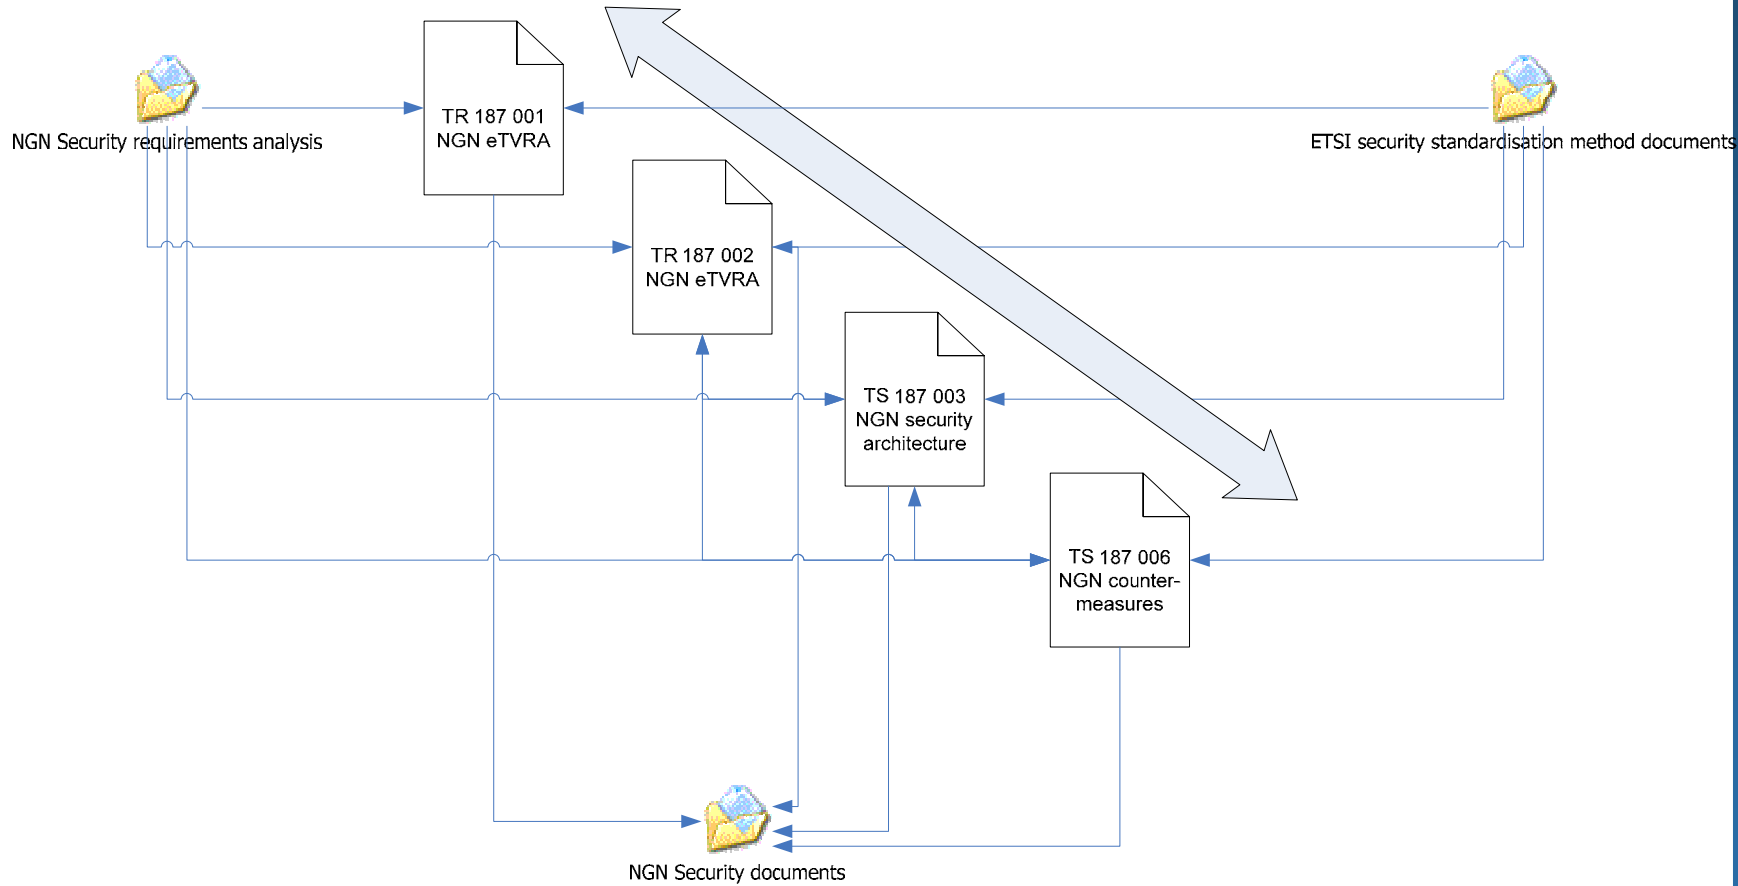 TR 187 001
NGN eTVRA
NGN Security requirements analysis
ETSI security standardisation method documents
TR 187 002
NGN eTVRA
TS 187 003
NGN security
architecture
TS 187 006
NGN counter-
measures
NGN Security documents